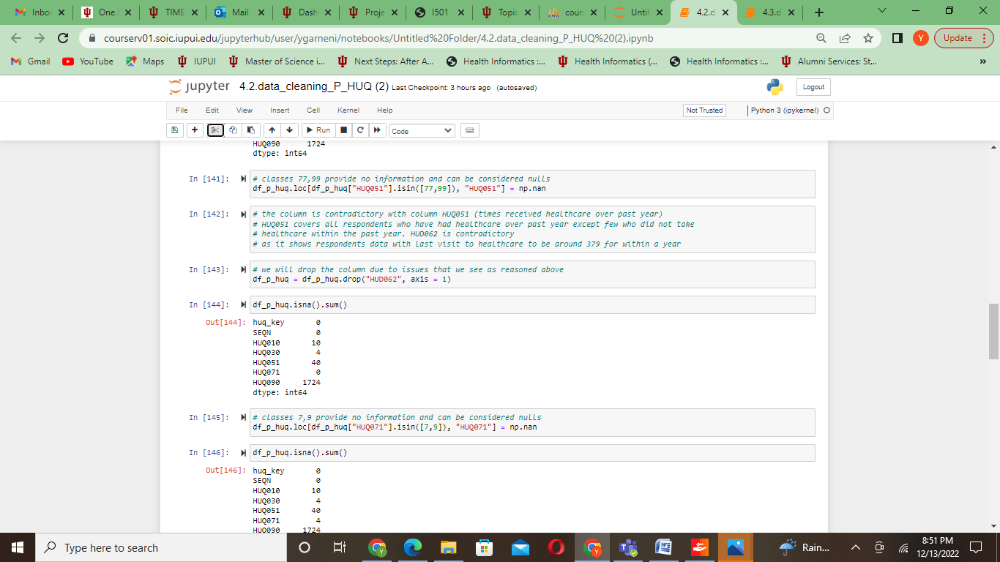 Inbo
One.
TIME
Mail
Dash
Proje
I501
Topic
cours
Untit
4.2.d
4.3.d
courserv01.soic.iupui.edu/jupyterhub/user/ygarneni/notebooks/Untitled%20Folder/4.2.data_cleaning_P_HUQ%20(2).ipynb
Y
Update
Gmail
YouTube
Maps
IUPUI
Master of Science i...
Next Steps: After A...
Health Informatics :...
Health Informatics (...
Health Informatics :...
Alumni Services: St...
»
jupyter 4.2.data_cleaning_P_HUQ (2) Last Checkpoint: 3 hours ago (autosaved)
Logout
File Edit View Insert Cell Kernel Help
Not Trusted
Python 3 (ipykernel)
Run
Code
HUQ090 1724
dtype: int64
In [141]:
# classes 77,99 provide no information and can be considered nulls
df_p_huq.loc[df_p_huq["HUQ051"].isin([77,99]), "HUQ051"] = np.nan
In [142]:
# the column is contradictory with column HUQ051 (times received healthcare over past year)
# HUQ051 covers all respondents who have had healthcare over past year except few who did not take
# healthcare within the past year. HUD062 is contradictory
# as it shows respondents data with last visit to healthcare to be around 379 for within a year
In [143]:
# we will drop the column due to issues that we see as reasoned above
df_p_huq = df_p_huq.drop("HUD062", axis = 1)
In [144]:
df_p_huq.isna().sum()
Out[144]:
huq_key 0
SEQN 0
HUQ010 10
HUQ030 4
HUQ051 40
HUQ071 0
HUQ090 1724
dtype: int64
In [145]:
# classes 7,9 provide no information and can be considered nulls
df_p_huq.loc[df_p_huq["HUQ071"].isin([7,9]), "HUQ071"] = np.nan
In [146]:
df_p_huq.isna().sum()
Out[146]:
huq_key 0
SEQN 0
HUQ010 10
HUQ030 4
HUQ051 40
HUQ071 4
HUQ090 1724
Type here to search
Rain...
8:51 PM
12/13/2022